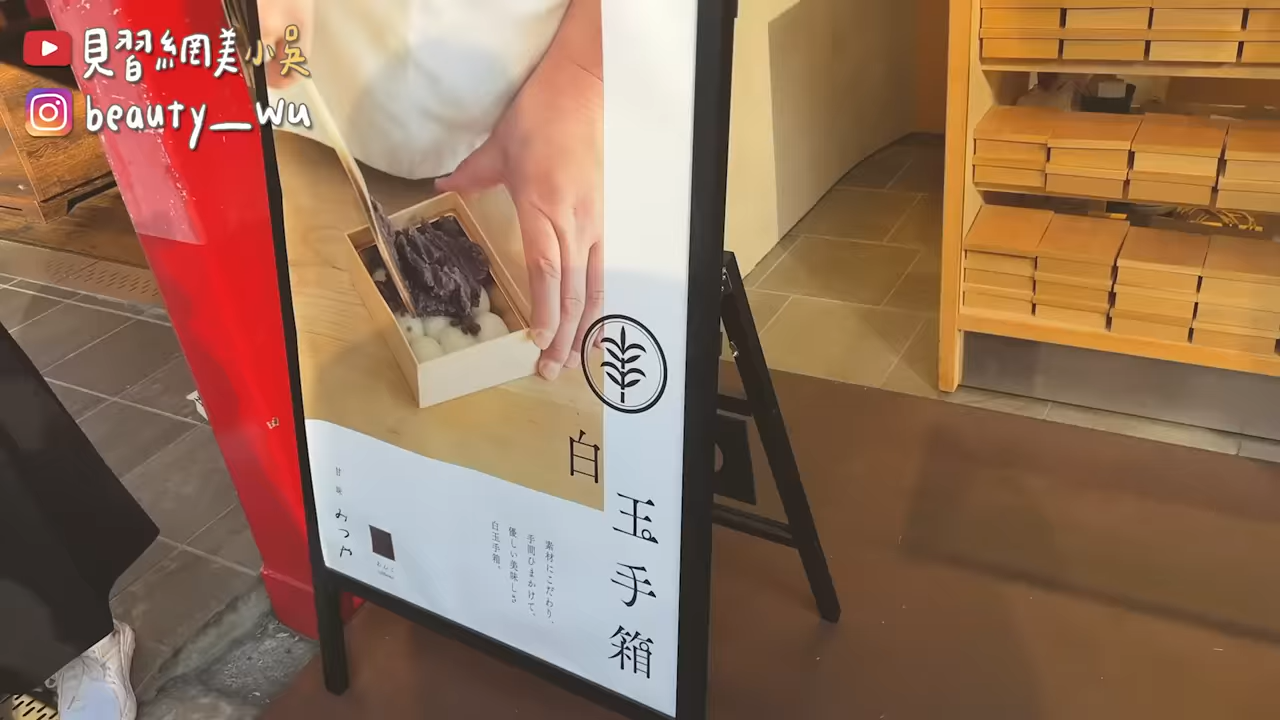 見習網美小吳
beauty_wu
白玉手箱
素材にこだわり、
手間ひまかけて、
優しい美味しさ
白玉手箱。
甘味
みつや